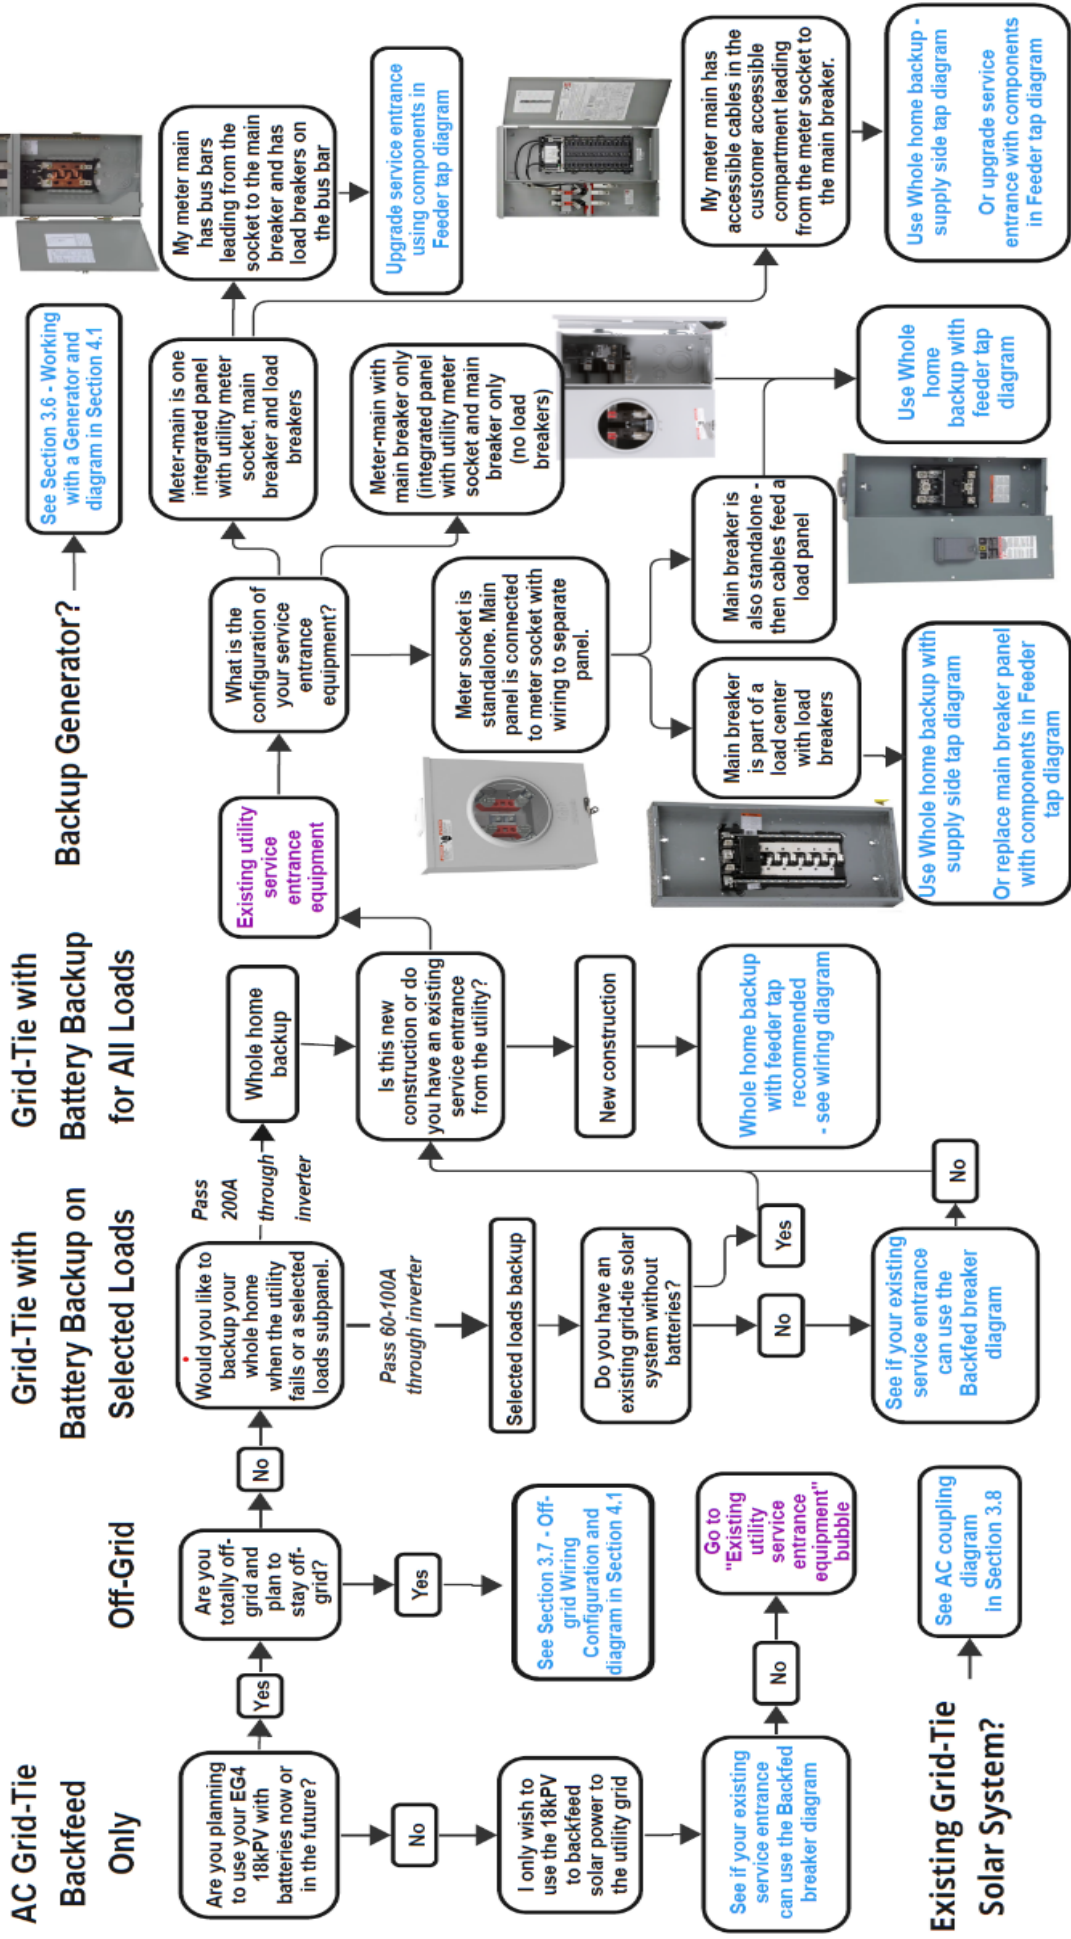 AC Grid-Tie
Backfeed
Only
Off-Grid
Grid-Tie with
Battery Backup on
Selected Loads
Grid-Tie with
Battery Backup
for All Loads
Backup Generator?
See Section 3.6 - Working
with a Generator and
diagram in Section 4.1
Are you planning
to use your EG4
18kPV with
batteries now or
in the future?
Yes
No
I only wish to
use the 18kPV
to backfeed
solar power to
the utility grid
See if your existing
service entrance
can use the Backfed
breaker diagram
No
Go to
"Existing
utility
service
entrance
equipment"
bubble
Existing Grid-Tie
Solar System?
See AC coupling
diagram
in Section 3.8
Are you
totally off-
grid and
plan to
stay off-
grid?
No
Yes
See Section 3.7 - Off-
grid Wiring
Configuration and
diagram in Section 4.1
Would you like to
backup your
whole home
when the utility
fails or a selected
loads subpanel.
Pass
200A
through
inverter
Pass 60-100A
through inverter
Selected loads backup
Do you have an
existing grid-tie solar
system without
batteries?
Yes
No
See if your existing
service entrance
can use the
Backfed breaker
diagram
No
Whole home
backup
Is this new
construction or do
you have an existing
service entrance
from the utility?
New construction
Whole home backup
with feeder tap
recommended
- see wiring diagram
Existing utility
service
entrance
equipment
What is the
configuration of
your service
entrance
equipment?
Meter socket is
standalone. Main
panel is connected
to meter socket with
wiring to separate
panel.
Main breaker
is part of a
load center
with load
breakers
Use Whole home backup with
supply side tap diagram
Or replace main breaker panel
with components in Feeder
tap diagram
Main breaker is
also standalone -
then cables feed a
load panel
Meter-main is one
integrated panel
with utility meter
socket, main
breaker and load
breakers
Meter-main with
main breaker only
(integrated panel
with utility meter
socket and main
breaker only
(no load
breakers)
Use Whole
home
backup with
feeder tap
diagram
My meter main
has bus bars
leading from the
socket to the main
breaker and has
load breakers on
the bus bar
Upgrade service entrance
using components in
Feeder tap diagram
My meter main has
accessible cables in the
customer accessible
compartment leading
from the meter socket to
the main breaker.
Use Whole home backup -
supply side tap diagram
Or upgrade service
entrance with components
in Feeder tap diagram